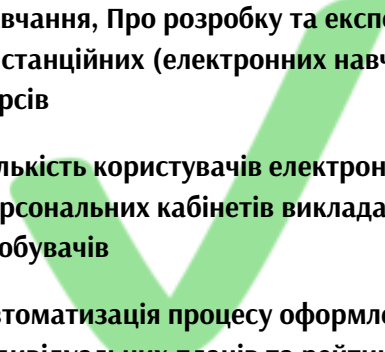 вчання, Про розробку та експ
станційних (електронних навч
рсів
лькість користувачів електрон
рсональних кабінетів виклада
обувачів
втоматизація процесу оформле